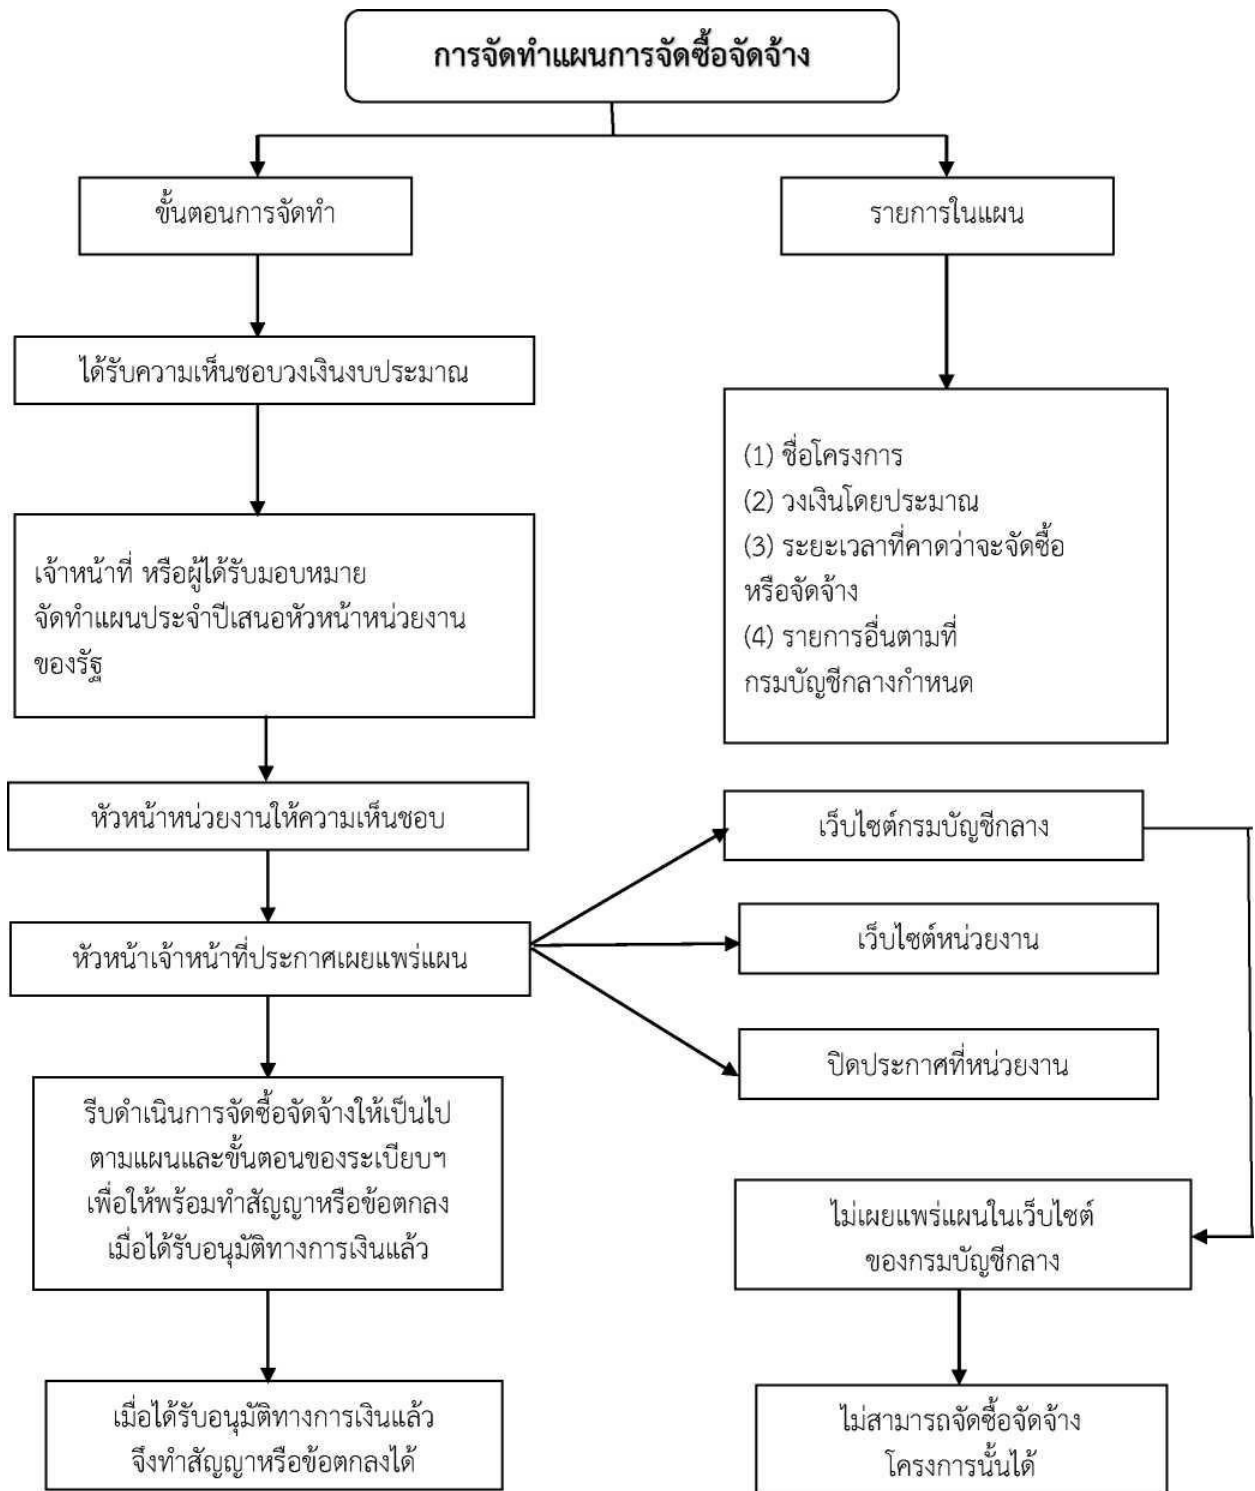 การจัดทำแผนการจัดซื้อจัดจ้าง
ขั้นตอนการจัดทำ
รายการในแผน
ได้รับความเห็นชอบวงเงินงบประมาณ
(1) ชื่อโครงการ
(2) วงเงินโดยประมาณ
(3) ระยะเวลาที่คาดว่าจะจัดซื้อ
หรือจัดจ้าง
(4) รายการอื่นตามที่
กรมบัญชีกลางกำหนด
เจ้าหน้าที่ หรือผู้ได้รับมอบหมาย
จัดทำแผนประจำปีเสนอหัวหน้าหน่วยงาน
ของรัฐ
หัวหน้าหน่วยงานให้ความเห็นชอบ
เว็บไซต์กรมบัญชีกลาง
หัวหน้าเจ้าหน้าที่ประกาศเผยแพร่แผน
เว็บไซต์หน่วยงาน
ปิดประกาศที่หน่วยงาน
รีบดำเนินการจัดซื้อจัดจ้างให้เป็นไป
ตามแผนและขั้นตอนของระเบียบฯ
เพื่อให้พร้อมทำสัญญาหรือข้อตกลง
เมื่อได้รับอนุมัติทางการเงินแล้ว
ไม่เผยแพร่แผนในเว็บไซต์
ของกรมบัญชีกลาง
เมื่อได้รับอนุมัติทางการเงินแล้ว
จึงทำสัญญาหรือข้อตกลงได้
ไม่สามารถจัดซื้อจัดจ้าง
โครงการนั้นได้